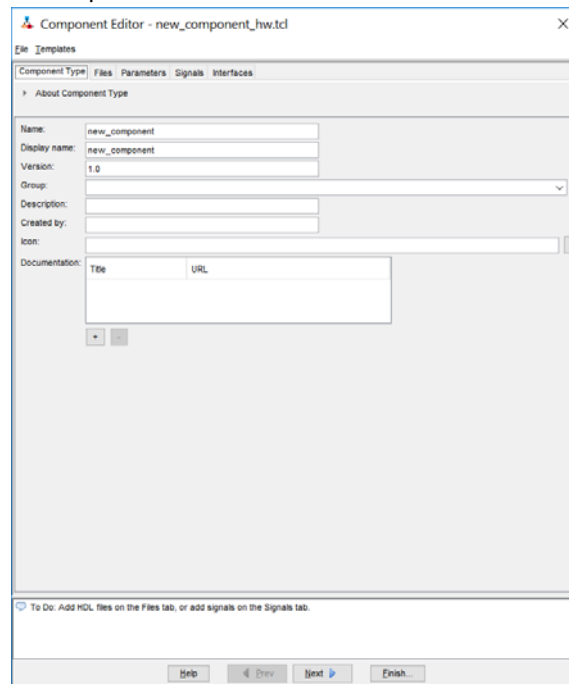 Component Editor - new_component_hw.tcl
File Templates
Component Type Files Parameters Signals Interfaces
About Component Type
Name: new_component
Display name: new_component
Version: 1.0
Group:
Description:
Created by:
Icon:
Documentation: Title URL
+ -
To Do: Add HDL files on the Files tab, or add signals on the Signals tab.
Help Prev Next Finish...